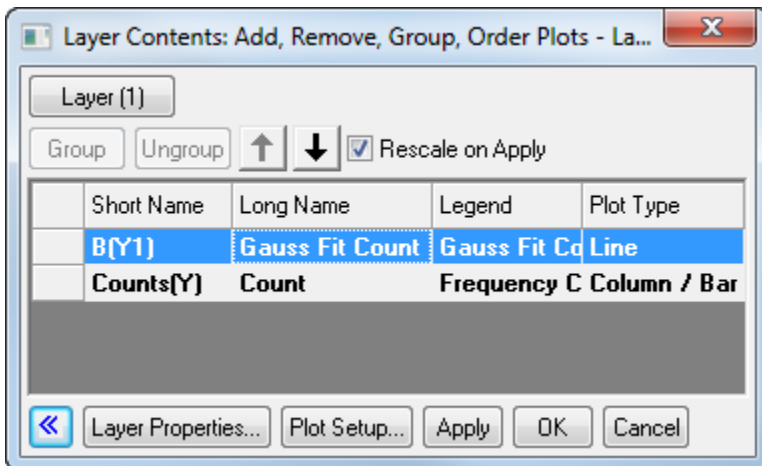 Layer Contents: Add, Remove, Group, Order Plots - La...
Layer (1)
Group Ungroup Rescale on Apply
Short Name Long Name Legend Plot Type
B(Y1) Gauss Fit Count Gauss Fit Co Line
Counts(Y) Count Frequency C Column / Bar
Layer Properties... Plot Setup... Apply OK Cancel